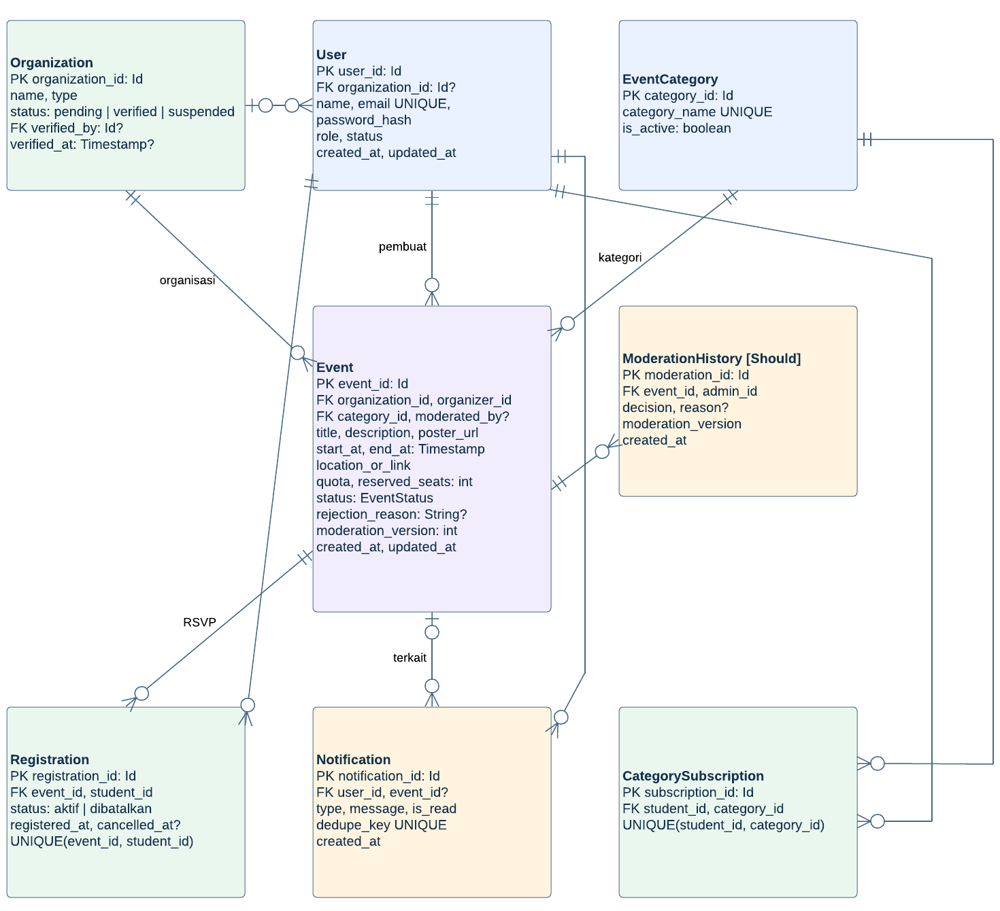 Organization
PK organization_id: Id
name, type
status: pending | verified | suspended
FK verified_by: Id?
verified_at: Timestamp?
User
PK user_id: Id
FK organization_id: Id?
name, email UNIQUE,
password_hash
role, status
created_at, updated_at
EventCategory
PK category_id: Id
category_name UNIQUE
is_active: boolean
organisasi
pembuat
kategori
Event
PK event_id: Id
FK organization_id, organizer_id
FK category_id, moderated_by?
title, description, poster_url
start_at, end_at: Timestamp
location_or_link
quota, reserved_seats: int
status: EventStatus
rejection_reason: String?
moderation_version: int
created_at, updated_at
ModerationHistory [Should]
PK moderation_id: Id
FK event_id, admin_id
decision, reason?
moderation_version
created_at
RSVP
terkait
Registration
PK registration_id: Id
FK event_id, student_id
status: aktif | dibatalkan
registered_at, cancelled_at?
UNIQUE(event_id, student_id)
Notification
PK notification_id: Id
FK user_id, event_id?
type, message, is_read
dedupe_key UNIQUE
created_at
CategorySubscription
PK subscription_id: Id
FK student_id, category_id
UNIQUE(student_id, category_id)